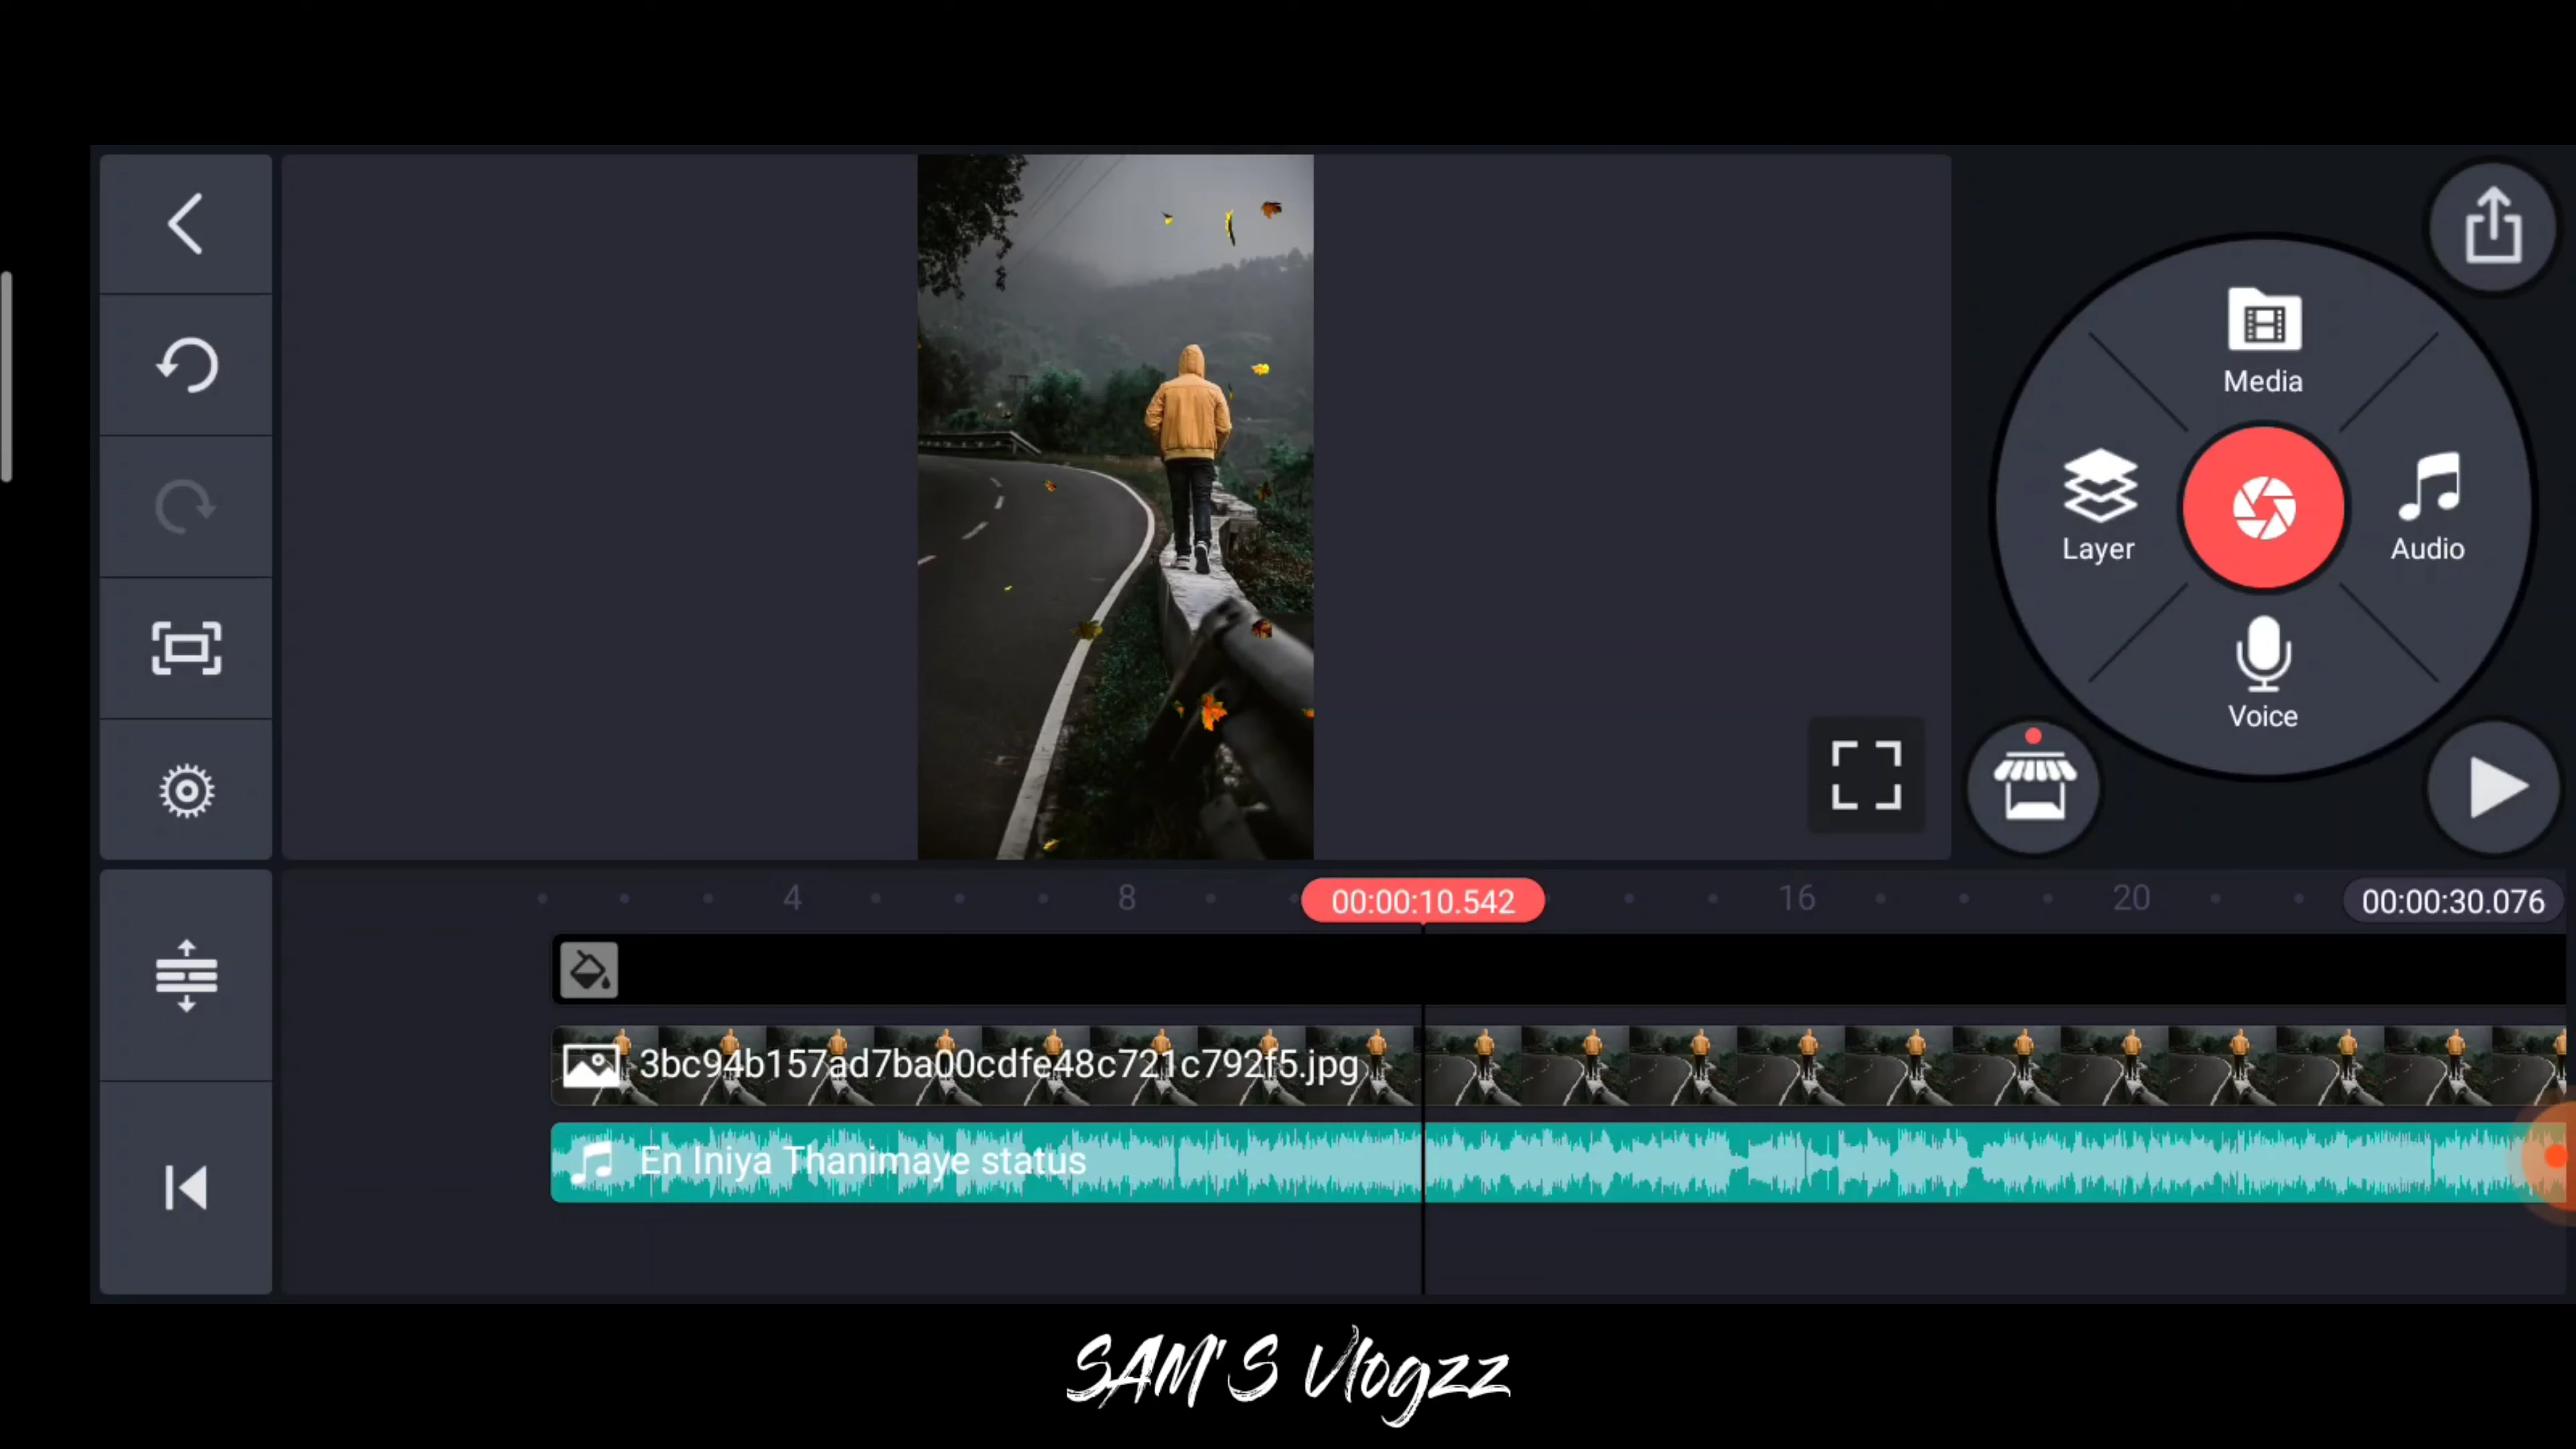 Media
Layer
Audio
Voice
4
8
00:00:10.542
16
20
00:00:30.076
3bc94b157ad7ba00cdfe48c721c792f5.jpg
En Iniya Thanimaye status
SAM'S Vlogzz